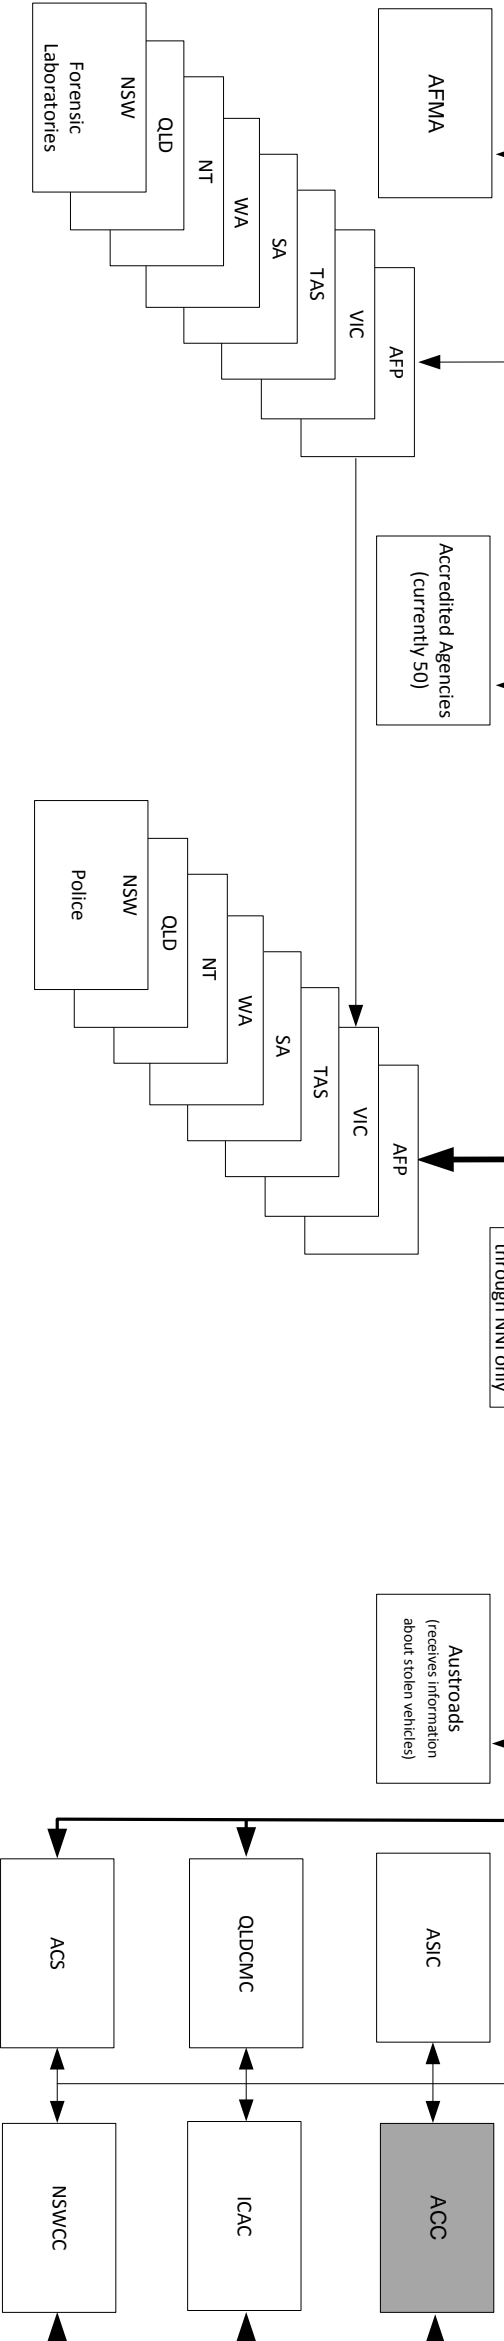 AFMA
Forensic
Laboratories
NSW
QLD
NT
WA
SA
TAS
VIC
AFP
Accredited Agencies
(currently 50)
Police
NSW
QLD
NT
WA
SA
TAS
VIC
AFP
through NNI only
Austroads
(receives information
about stolen vehicles)
ASIC
QLDCMC
ACS
ACC
ICAC
NSWCC